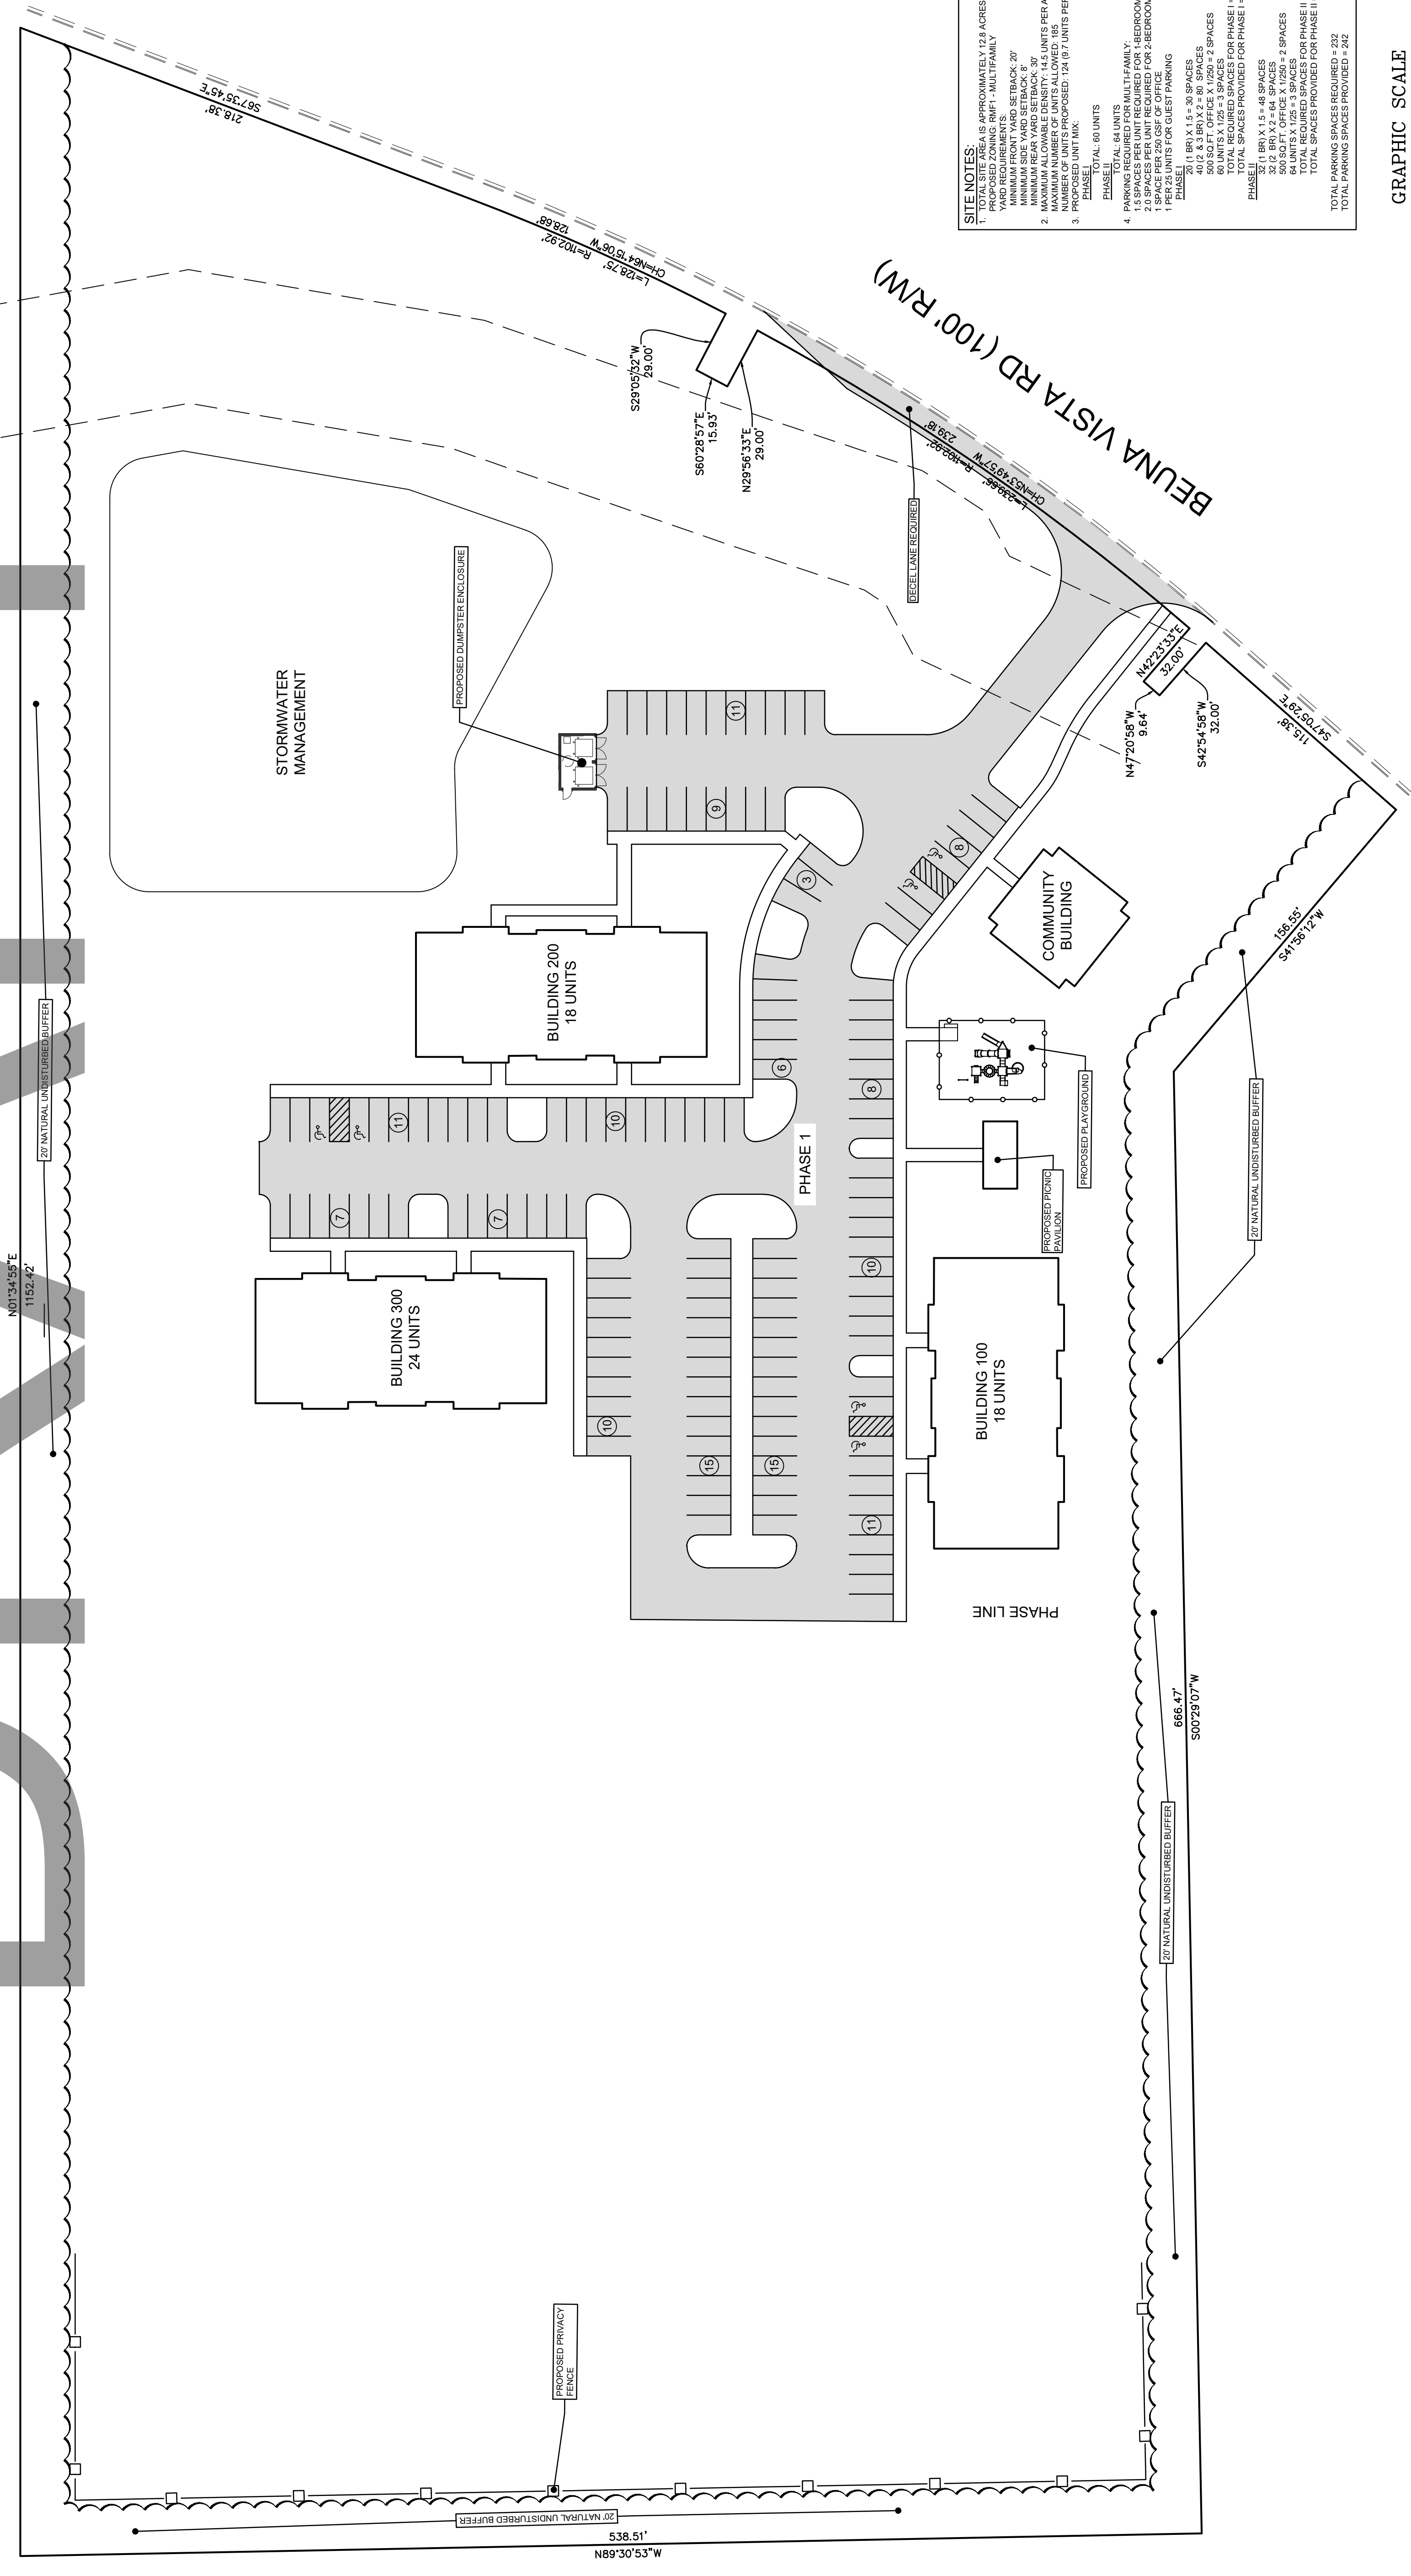 S67°35'45"E
218.38'
L=128.75'
R=1102.92'
CH=N64°15'06"W
128.68'
S29°05'32"W
29.00'
S60°28'57"E
15.93'
N29°56'33"E
29.00'
BEUNA VISTA RD (100' R/W)
DECEL LANE REQUIRED
L=239.66'
R=1102.92'
CH=N53°49'57"W
239.18'
N42°23'33"E
32.00'
N47°20'58"W
9.64'
S42°54'58"W
32.00'
S47°05'29"E
115.38'
156.55'
S41°56'12"W
STORMWATER
MANAGEMENT
PROPOSED DUMPSTER ENCLOSURE
11
9
3
8
COMMUNITY
BUILDING
BUILDING 200
18 UNITS
6
8
11
10
7
7
PHASE 1
PROPOSED PLAYGROUND
PROPOSED PICNIC
PAVILION
BUILDING 300
24 UNITS
10
15
15
10
11
BUILDING 100
18 UNITS
PHASE LINE
20' NATURAL UNDISTURBED BUFFER
N01°34'55"E
1152.42'
20' NATURAL UNDISTURBED BUFFER
666.47'
S00°29'07"W
20' NATURAL UNDISTURBED BUFFER
PROPOSED PRIVACY
FENCE
20' NATURAL UNDISTURBED BUFFER
538.51'
N89°30'53"W
SITE NOTES:
1. TOTAL SITE AREA IS APPROXIMATELY 12.8 ACRES
PROPOSED ZONING: RMF1 - MULTIFAMILY
YARD REQUIREMENTS:
MINIMUM FRONT YARD SETBACK: 20'
MINIMUM SIDE YARD SETBACK: 8'
MINIMUM REAR YARD SETBACK: 30'
2. MAXIMUM ALLOWABLE DENSITY: 14.5 UNITS PER
MAXIMUM NUMBER OF UNITS ALLOWED: 185
NUMBER OF UNITS PROPOSED: 124 (9.7 UNITS PER
3. PROPOSED UNIT MIX:
PHASE I
TOTAL: 60 UNITS
PHASE II
TOTAL: 64 UNITS
4. PARKING REQUIRED FOR MULTI-FAMILY:
1.5 SPACES PER UNIT REQUIRED FOR 1-BEDROOM
2.0 SPACES PER UNIT REQUIRED FOR 2-BEDROOM
1 SPACE PER 250 GSF OF OFFICE
1 PER 25 UNITS FOR GUEST PARKING
PHASE I
20 (1 BR) X 1.5 = 30 SPACES
40 (2 & 3 BR) X 2 = 80 SPACES
500 SQ.FT. OFFICE X 1/250 = 2 SPACES
60 UNITS X 1/25 = 3 SPACES
TOTAL REQUIRED SPACES FOR PHASE I =
TOTAL SPACES PROVIDED FOR PHASE I =
PHASE II
32 (1 BR) X 1.5 = 48 SPACES
32 (2 BR) X 2 = 64 SPACES
500 SQ.FT. OFFICE X 1/250 = 2 SPACES
64 UNITS X 1/25 = 3 SPACES
TOTAL REQUIRED SPACES FOR PHASE II
TOTAL SPACES PROVIDED FOR PHASE II
TOTAL PARKING SPACES REQUIRED = 232
TOTAL PARKING SPACES PROVIDED = 242
GRAPHIC SCALE